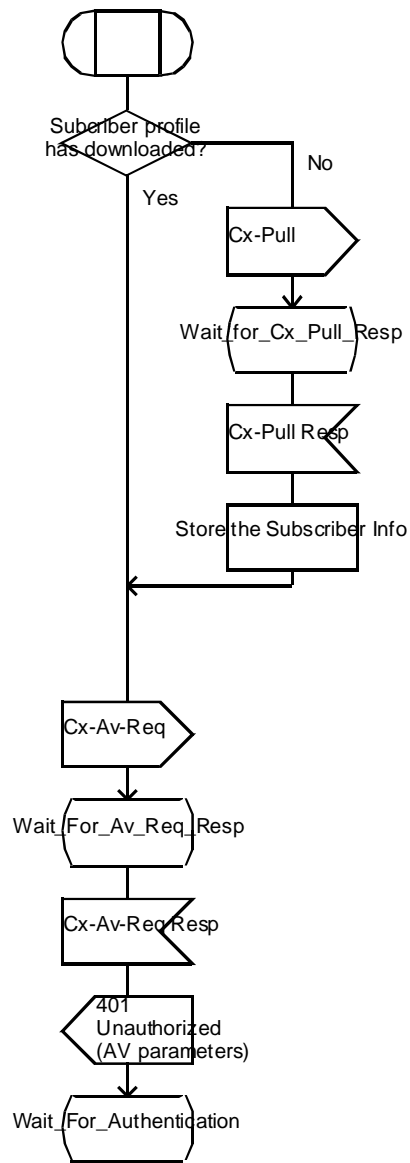 Subcriber profile
has downloaded?
No
Yes
Cx-Pull
Wait_for_Cx_Pull_Resp
Cx-Pull Resp
Store the Subscriber Info
Cx-Av-Req
Wait_For_Av_Req_Resp
Cx-Av-Req Resp
401
Unauthorized
(AV parameters)
Wait_For_Authentication